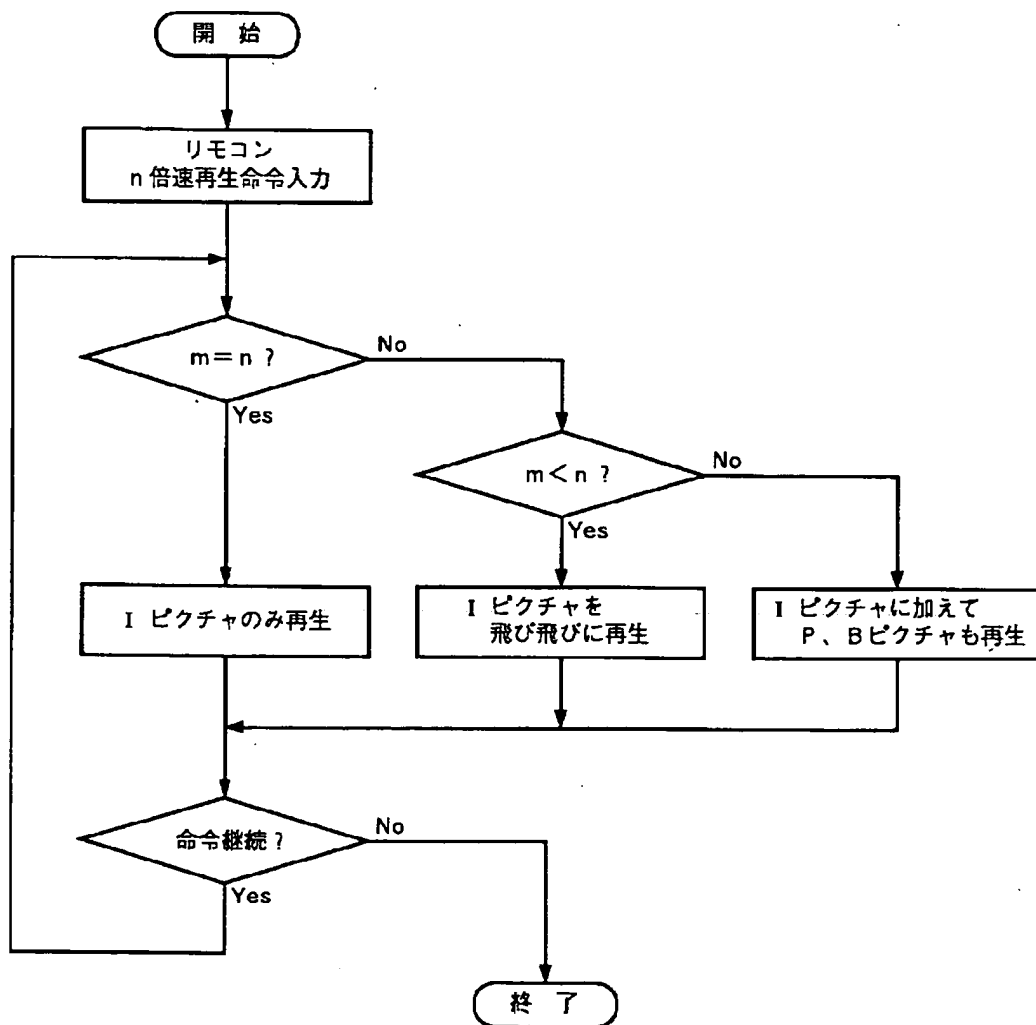 開 始
リモコン
n 倍速再生命令入力
m=n ?
No
Yes
m<n ?
No
Yes
I ピクチャのみ再生
I ピクチャを
飛び飛びに再生
I ピクチャに加えて
P、Bピクチャも再生
命令継続?
No
Yes
終 了